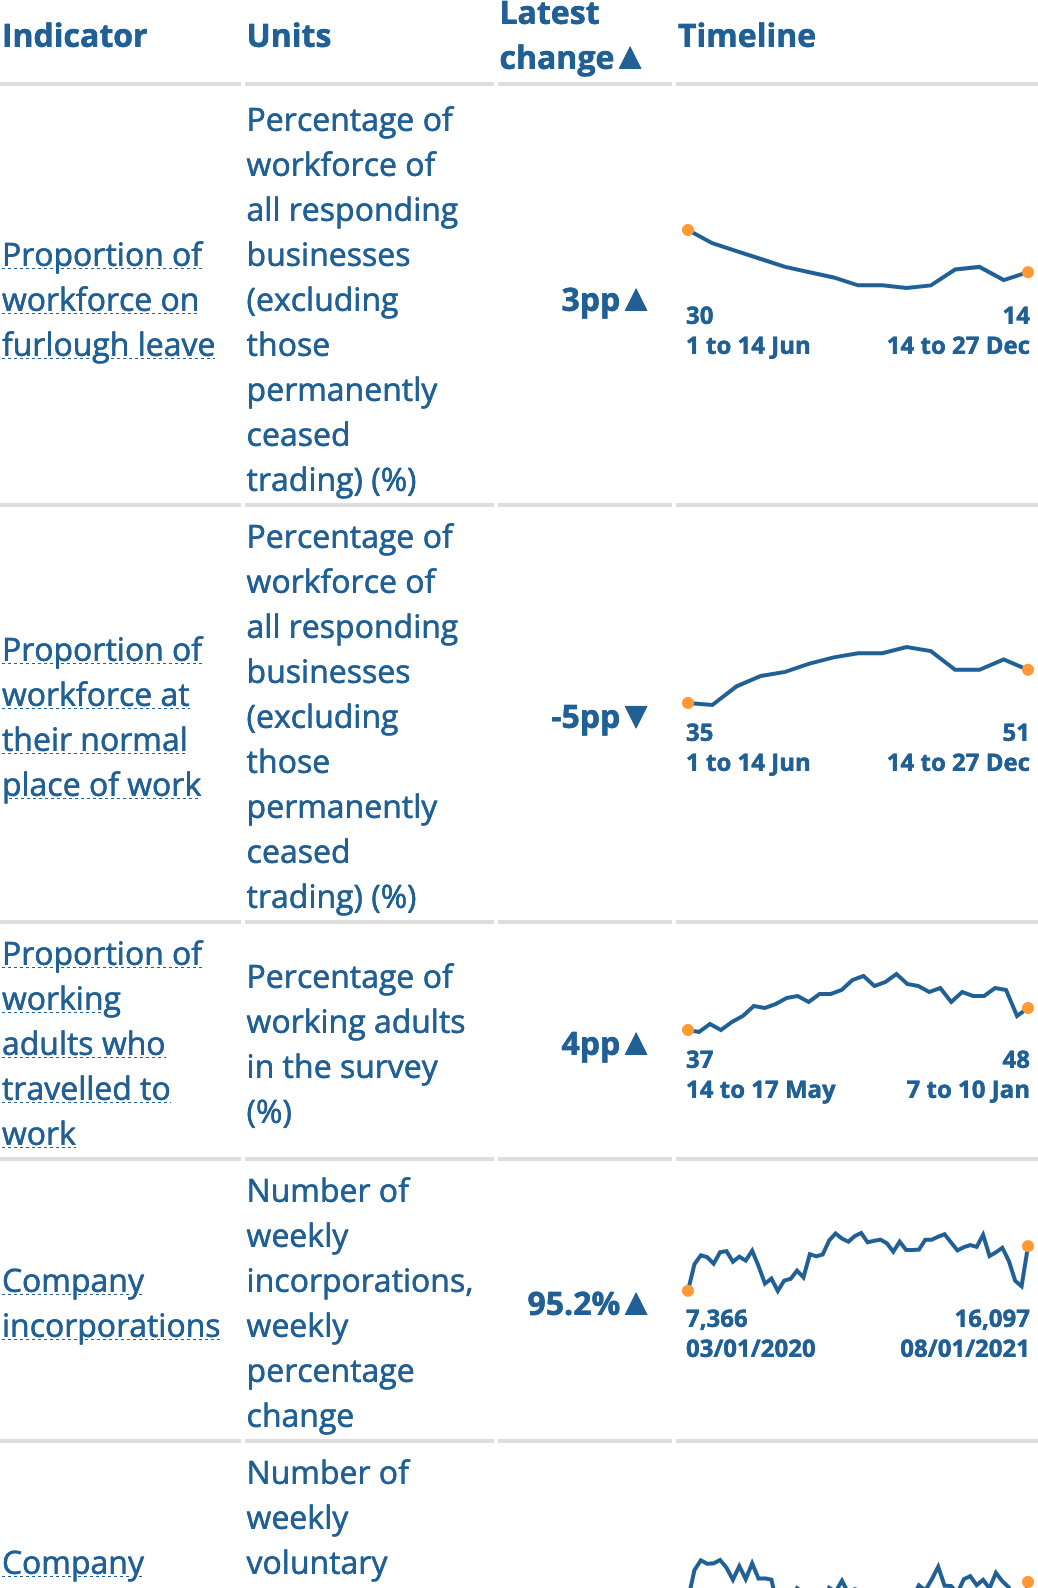 Indicator
Units
Latest
change▲
Timeline
Proportion of
workforce on
furlough leave
Percentage of
workforce of
all responding
businesses
(excluding
those
permanently
ceased
trading) (%)
3pp▲
30
14
1 to 14 Jun
14 to 27 Dec
Proportion of
workforce at
their normal
place of work
Percentage of
workforce of
all responding
businesses
(excluding
those
permanently
ceased
trading) (%)
-5pp▼
35
51
1 to 14 Jun
14 to 27 Dec
Proportion of
working
adults who
travelled to
work
Percentage of
working adults
in the survey
(%)
4pp▲
37
48
14 to 17 May
7 to 10 Jan
Company
incorporations
Number of
weekly
incorporations,
weekly
percentage
change
95.2%▲
7,366
16,097
03/01/2020
08/01/2021
Company
Number of
weekly
voluntary